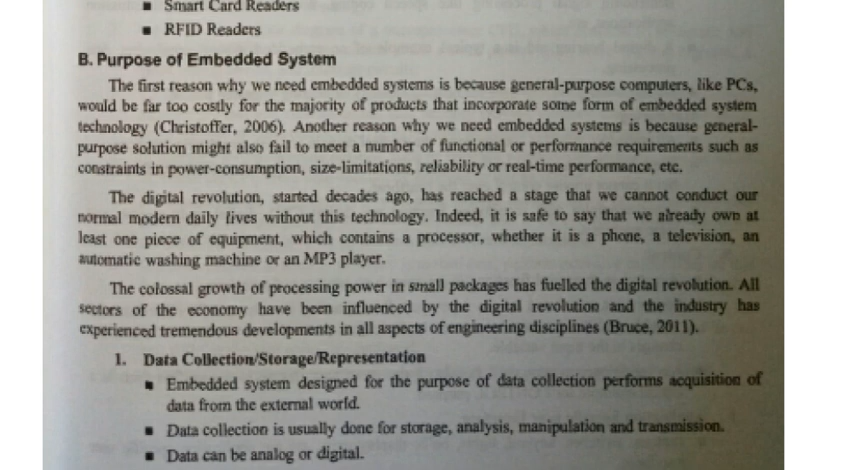 ▪ Smart Card Readers
▪ RFID Readers
B. Purpose of Embedded System
The first reason why we need embedded systems is because general-purpose computers, like PCs,
would be far too costly for the majority of products that incorporate some form of embedded system
technology (Christoffer, 2006). Another reason why we need embedded systems is because general-
purpose solution might also fail to meet a number of functional or performance requirements such as
constraints in power-consumption, size-limitations, reliability or real-time performance, etc.
The digital revolution, started decades ago, has reached a stage that we cannot conduct our
normal modern daily lives without this technology. Indeed, it is safe to say that we already own at
least one piece of equipment, which contains a processor, whether it is a phone, a television, an
automatic washing machine or an MP3 player.
The colossal growth of processing power in small packages has fuelled the digital revolution. All
sectors of the economy have been influenced by the digital revolution and the industry has
experienced tremendous developments in all aspects of engineering disciplines (Bruce, 2011).
1. Data Collection/Storage/Representation
▪ Embedded system designed for the purpose of data collection performs acquisition of
data from the external world.
▪ Data collection is usually done for storage, analysis, manipulation and transmission.
▪ Data can be analog or digital.